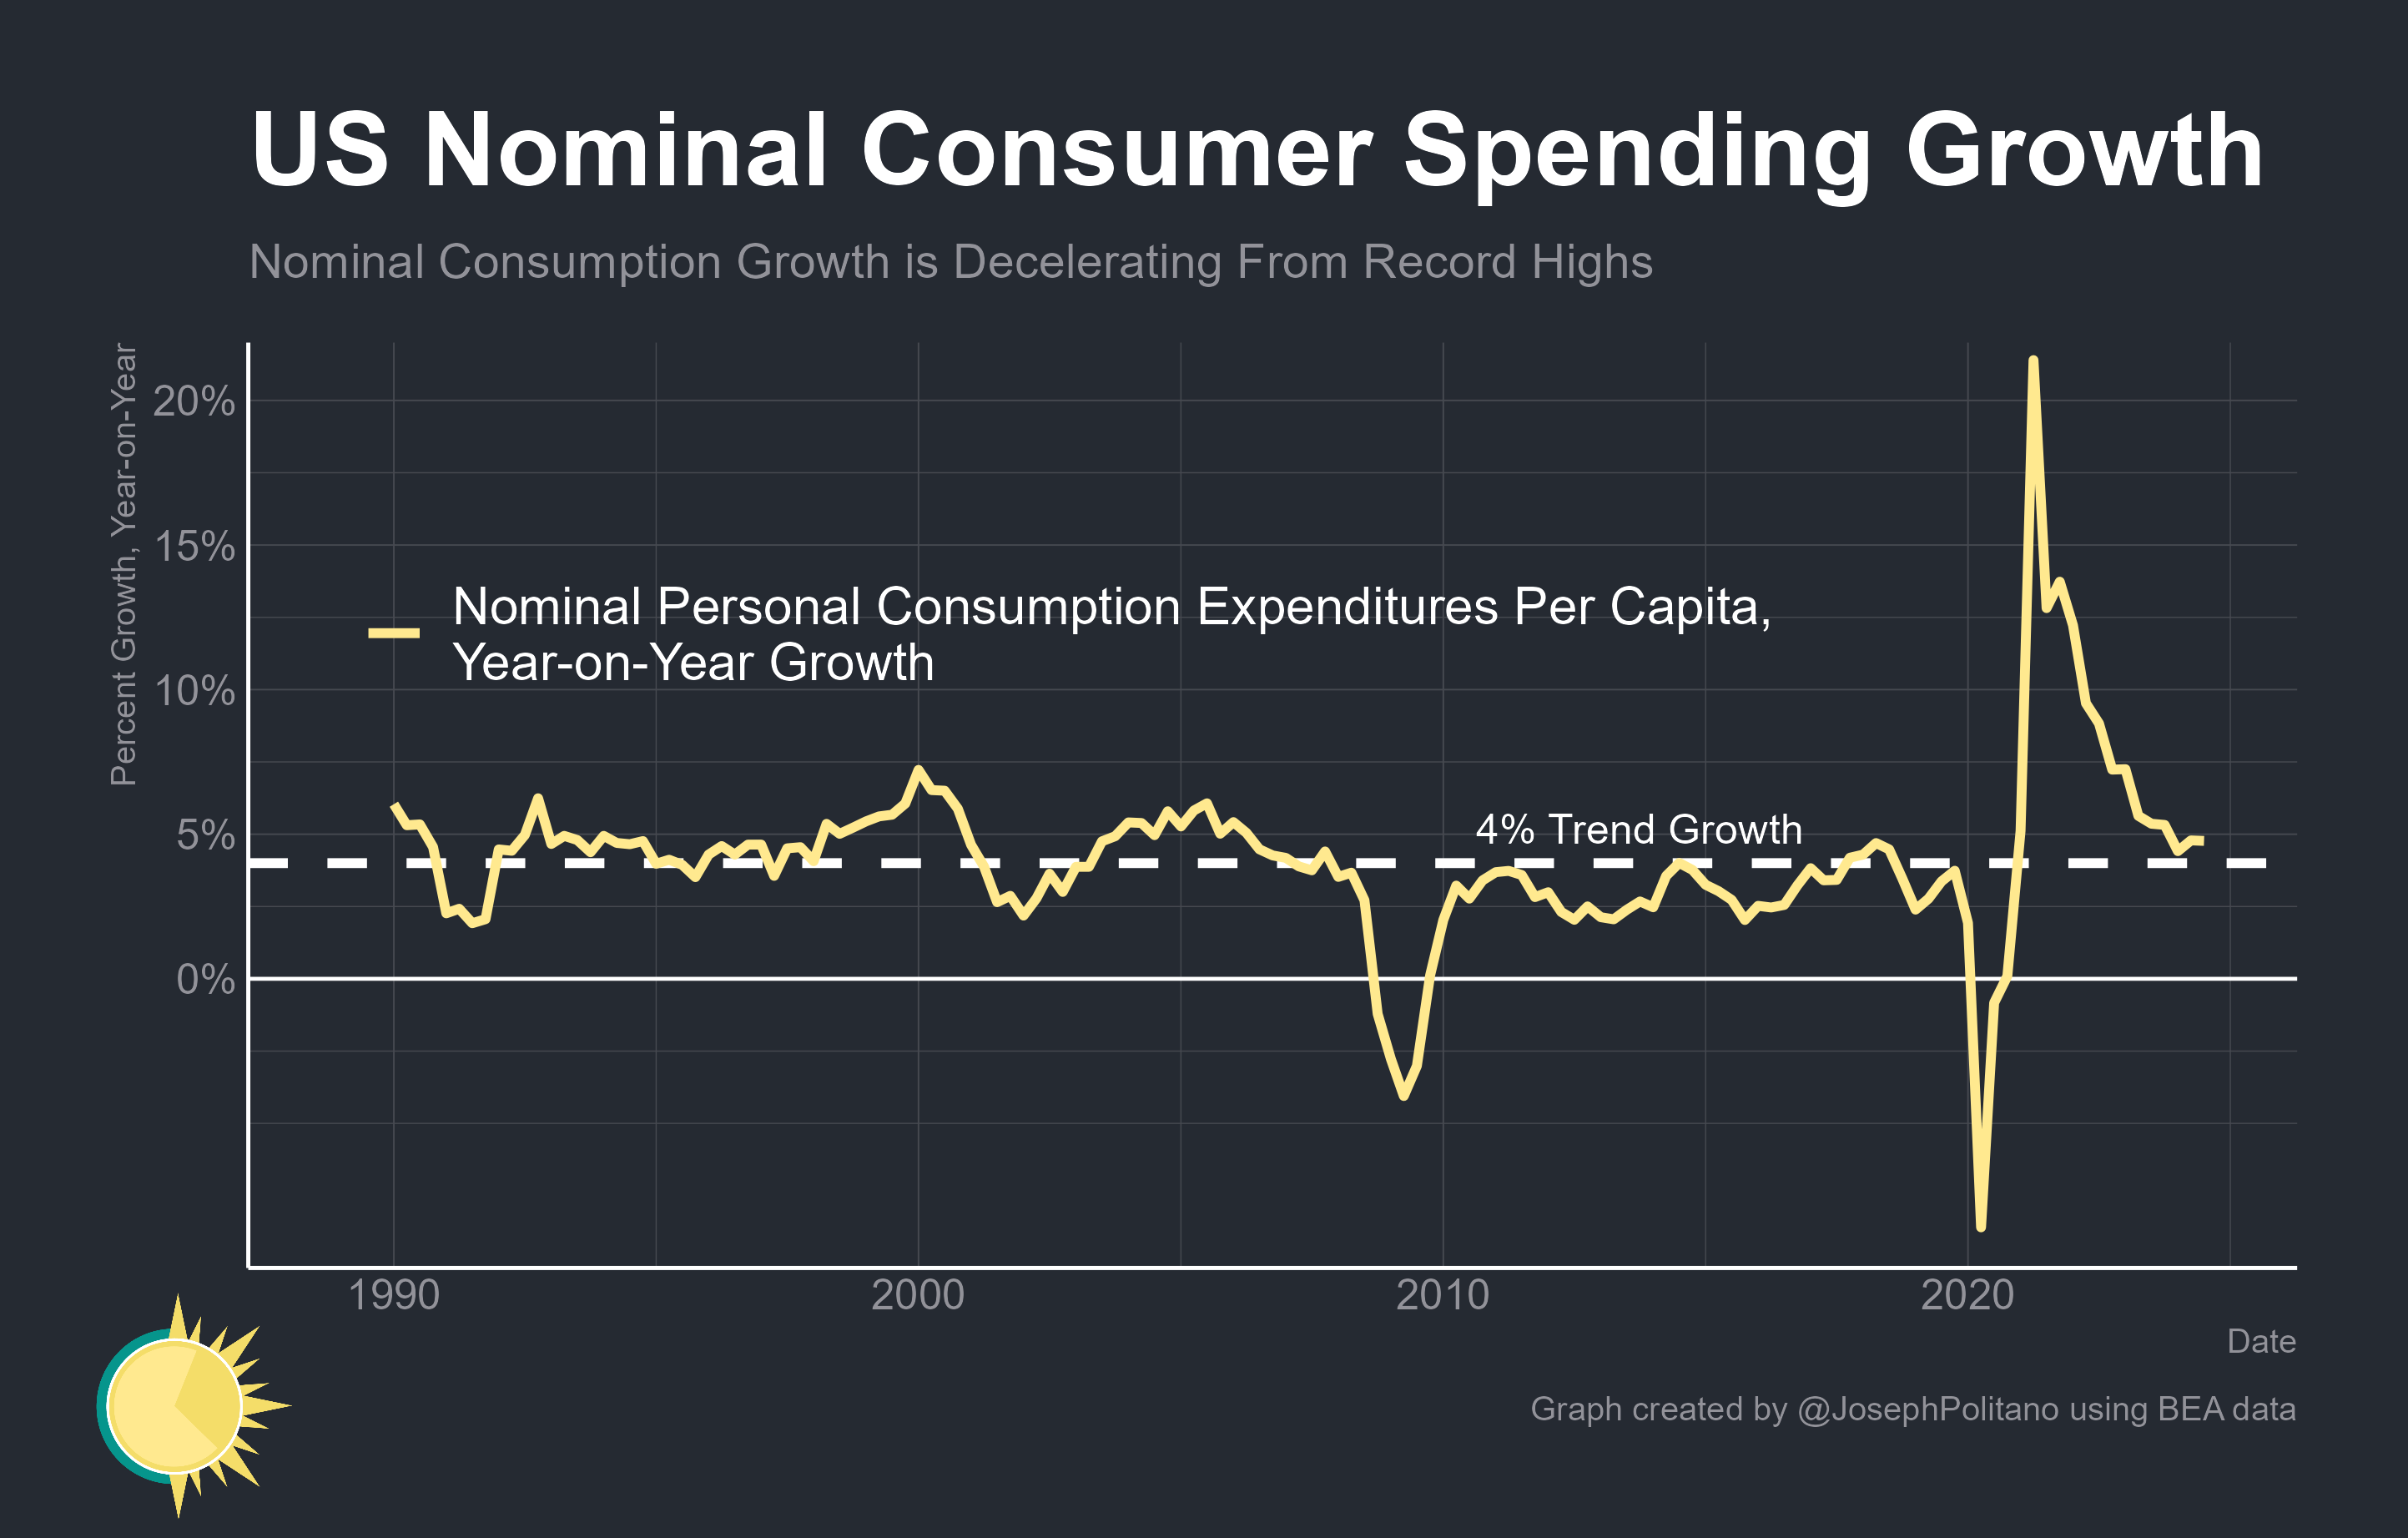 US Nominal Consumer Spending Growth
Nominal Consumption Growth is Decelerating From Record Highs
Percent Growth, Year-on-Year
20%
15%
10%
5%
0%
Nominal Personal Consumption Expenditures Per Capita,
Year-on-Year Growth
4% Trend Growth
1990
2000
2010
2020
Date
Graph created by @JosephPolitano using BEA data